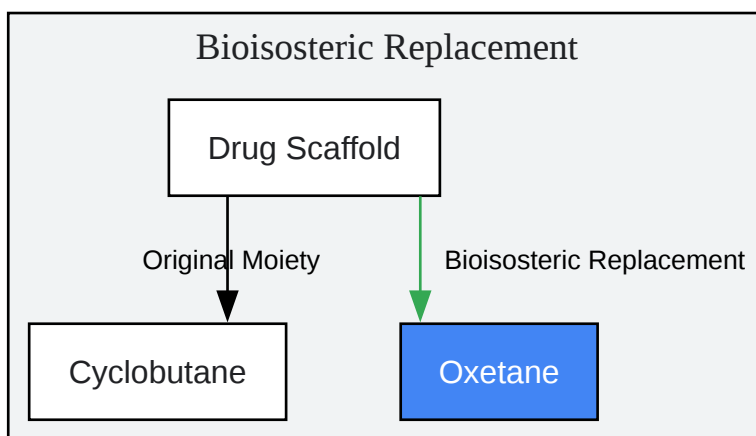 Bioisosteric Replacement
Drug Scaffold
Original Moiety
Bioisosteric Replacement
Cyclobutane
Oxetane